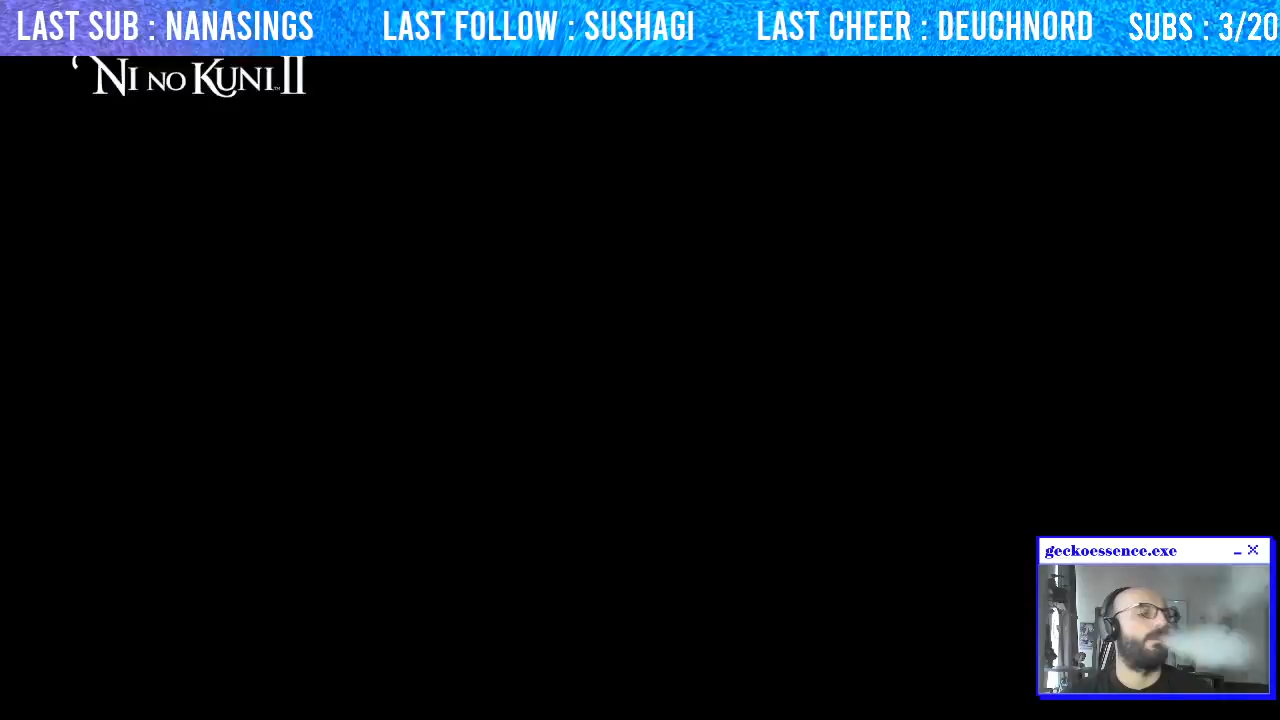 LAST SUB : NANASINGS
LAST FOLLOW : SUSHAGI
LAST CHEER : DEUCHNORD
SUBS : 3/20
NI NO KUNI II
geckoessence.exe